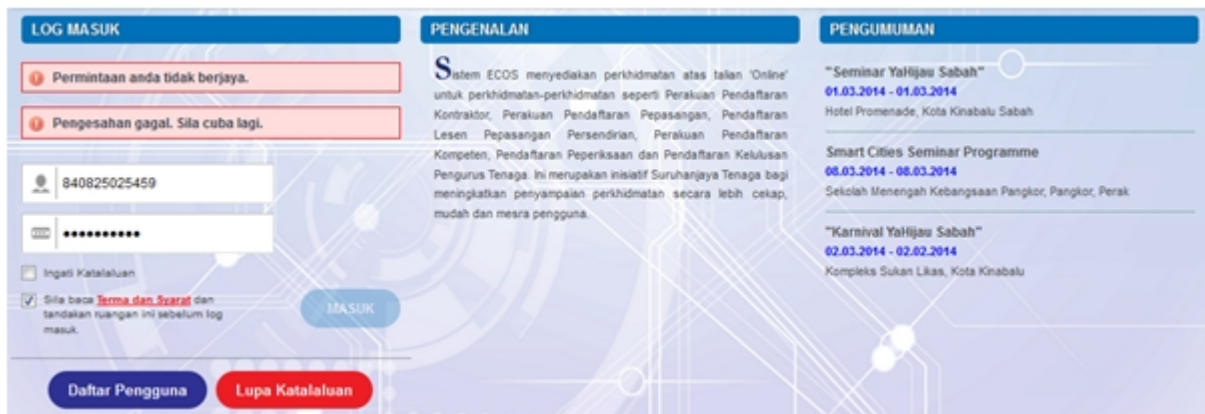 LOG MASUK
Permintaan anda tidak berjaya.
Pengesahan gagal. Sila cuba lagi.
840825025459
••••••••••
Ingati Katalaluan
Sila baca Terma dan Syarat dan
tandakan ruangan ini sebelum log
masuk.
MASUK
Daftar Pengguna
Lupa Katalaluan
PENGENALAN
Sistem ECOS menyediakan perkhidmatan atas talian 'Online'
untuk perkhidmatan-perkhidmatan seperti Perakuan Pendaftaran
Kontraktor, Perakuan Pendaftaran Pepasangan, Pendaftaran
Lesen Pepasangan Persendirian, Perakuan Pendaftaran
Kompeten, Pendaftaran Peperiksaan dan Pendaftaran Kelulusan
Pengurus Tenaga. Ini merupakan inisiatif Suruhanjaya Tenaga bagi
meningkatkan penyampaian perkhidmatan secara lebih cekap,
mudah dan mesra pengguna.
PENGUMUMAN
"Seminar YaHijau Sabah"
01.03.2014 - 01.03.2014
Hotel Promenade, Kota Kinabalu Sabah
Smart Cities Seminar Programme
08.03.2014 - 08.03.2014
Sekolah Menengah Kebangsaan Pangkor, Pangkor, Perak
"Karnival YaHijau Sabah"
02.03.2014 - 02.02.2014
Kompleks Sukan Likas, Kota Kinabalu